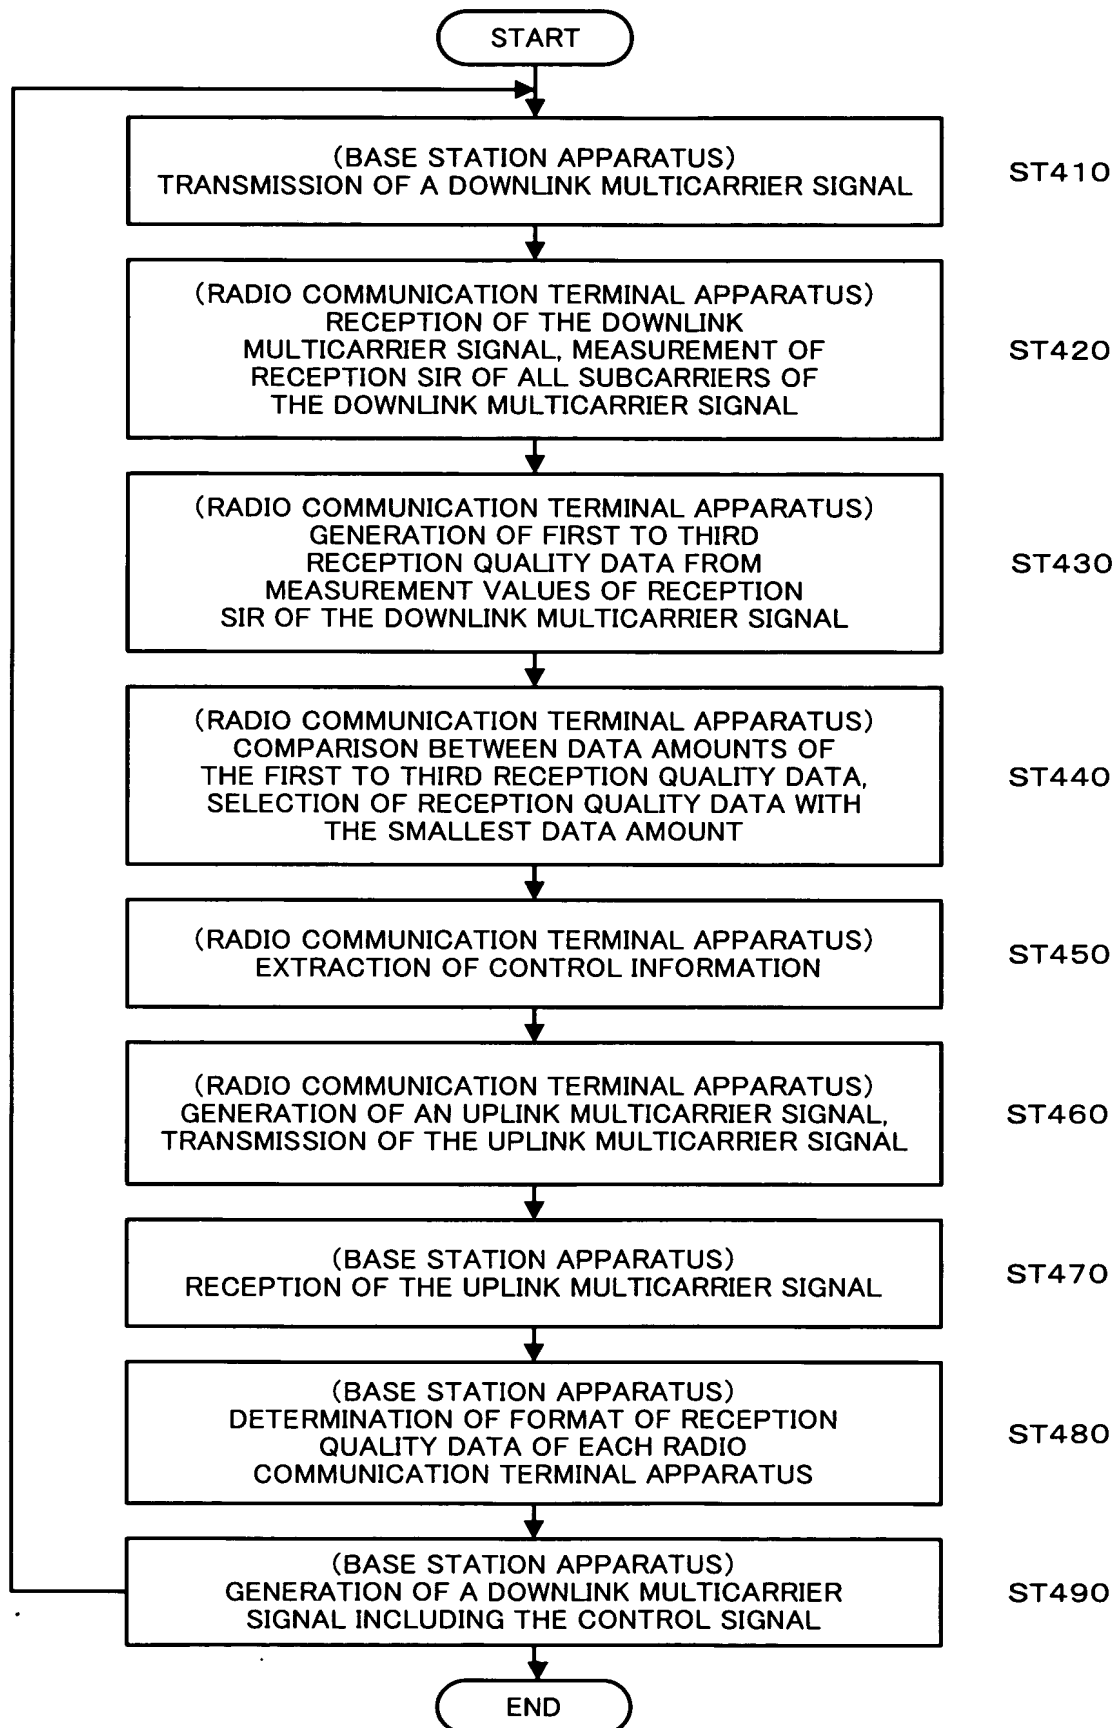 START
(BASE STATION APPARATUS)
TRANSMISSION OF A DOWNLINK MULTICARRIER SIGNAL
ST410
(RADIO COMMUNICATION TERMINAL APPARATUS)
RECEPTION OF THE DOWNLINK
MULTICARRIER SIGNAL, MEASUREMENT OF
RECEPTION SIR OF ALL SUBCARRIERS OF
THE DOWNLINK MULTICARRIER SIGNAL
ST420
(RADIO COMMUNICATION TERMINAL APPARATUS)
GENERATION OF FIRST TO THIRD
RECEPTION QUALITY DATA FROM
MEASUREMENT VALUES OF RECEPTION
SIR OF THE DOWNLINK MULTICARRIER SIGNAL
ST430
(RADIO COMMUNICATION TERMINAL APPARATUS)
COMPARISON BETWEEN DATA AMOUNTS OF
THE FIRST TO THIRD RECEPTION QUALITY DATA,
SELECTION OF RECEPTION QUALITY DATA WITH
THE SMALLEST DATA AMOUNT
ST440
(RADIO COMMUNICATION TERMINAL APPARATUS)
EXTRACTION OF CONTROL INFORMATION
ST450
(RADIO COMMUNICATION TERMINAL APPARATUS)
GENERATION OF AN UPLINK MULTICARRIER SIGNAL,
TRANSMISSION OF THE UPLINK MULTICARRIER SIGNAL
ST460
(BASE STATION APPARATUS)
RECEPTION OF THE UPLINK MULTICARRIER SIGNAL
ST470
(BASE STATION APPARATUS)
DETERMINATION OF FORMAT OF RECEPTION
QUALITY DATA OF EACH RADIO
COMMUNICATION TERMINAL APPARATUS
ST480
(BASE STATION APPARATUS)
GENERATION OF A DOWNLINK MULTICARRIER
SIGNAL INCLUDING THE CONTROL SIGNAL
ST490
END